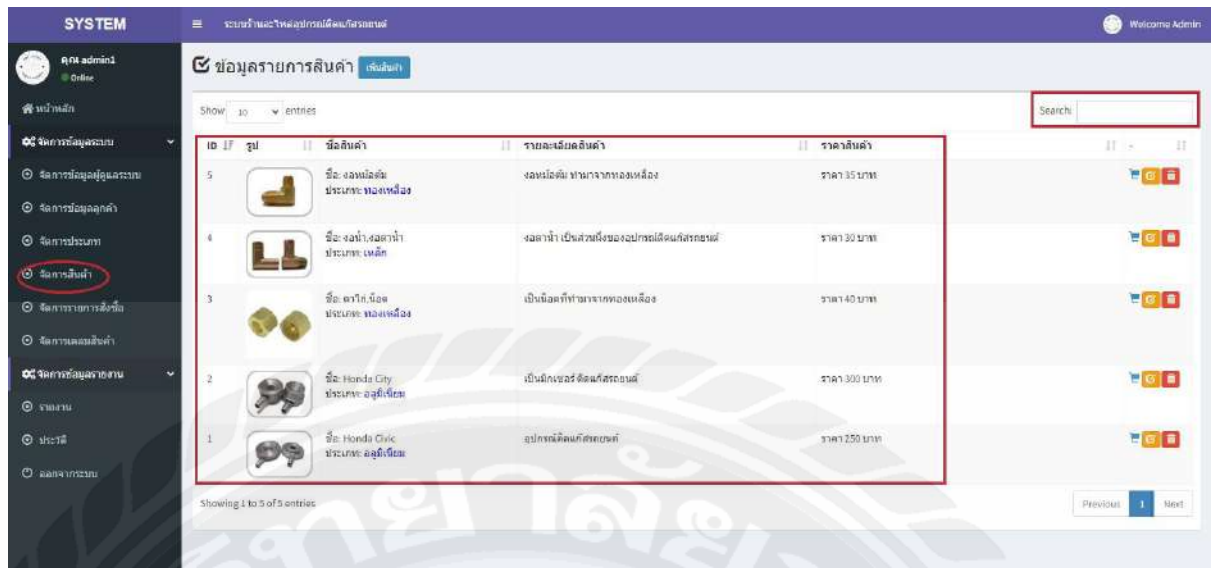 SYSTEM
ระบบร้านอะไหล่อุปกรณ์ติดแก๊สรถยนต์
Welcome Admin
คุณ admin1
Online
หน้าหลัก
จัดการข้อมูลระบบ
จัดการข้อมูลผู้ดูแลระบบ
จัดการข้อมูลลูกค้า
จัดการประเภท
จัดการสินค้า
จัดการรายการสั่งซื้อ
จัดการเคลมสินค้า
จัดการข้อมูลรายงาน
รายงาน
ประวัติ
ออกจากระบบ
ข้อมูลรายการสินค้า เพิ่มสินค้า
Show 10 entries
Search:
ID รูป ชื่อสินค้า รายละเอียดสินค้า ราคาสินค้า -
5 ชื่อ: งอหม้อต้ม งอหม้อต้ม ทำมาจากทองเหลือง ราคา 35 บาท
ประเภท: ทองเหลือง
4 ชื่อ: งอน้ำ,งอดาน้ำ งอดาน้ำ เป็นส่วนหนึ่งของอุปกรณ์ติดแก๊สรถยนต์ ราคา 30 บาท
ประเภท: เหล็ก
3 ชื่อ: ตาไก่,น็อต เป็นน็อตที่ทำมาจากทองเหลือง ราคา 40 บาท
ประเภท: ทองเหลือง
2 ชื่อ: Honda City เป็นมิกเซอร์ ติดแก๊สรถยนต์ ราคา 300 บาท
ประเภท: อลูมิเนียม
1 ชื่อ: Honda Civic อุปกรณ์ติดแก๊สรถยนต์ ราคา 250 บาท
ประเภท: อลูมิเนียม
Showing 1 to 5 of 5 entries
Previous 1 Next